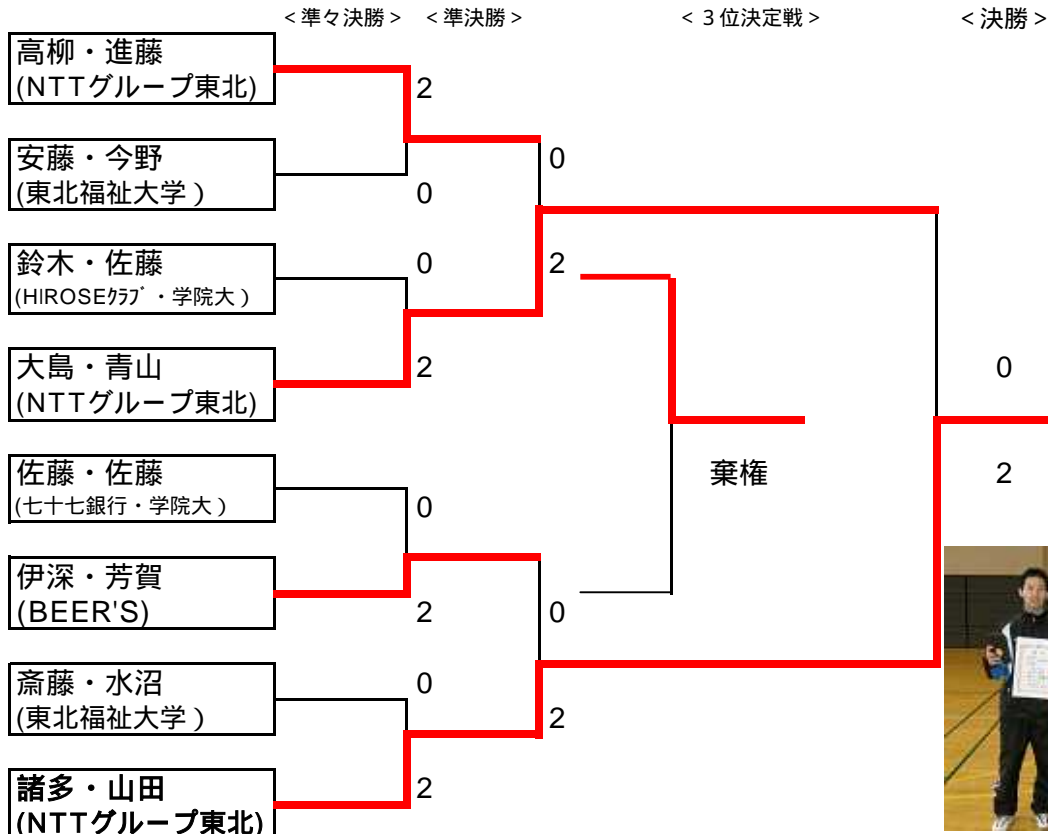 ＜準々決勝＞ ＜準決勝＞ ＜３位決定戦＞ ＜決勝＞
高柳・進藤
(NTTグループ東北)
2
安藤・今野
(東北福祉大学）
0
0
鈴木・佐藤
(HIROSEｸﾗﾌﾞ・学院大）
0
2
大島・青山
(NTTグループ東北)
2
0
佐藤・佐藤
(七十七銀行・学院大）
0
棄権
2
伊深・芳賀
(BEER'S)
2
0
斎藤・水沼
(東北福祉大学）
0
2
諸多・山田
(NTTグループ東北)
2